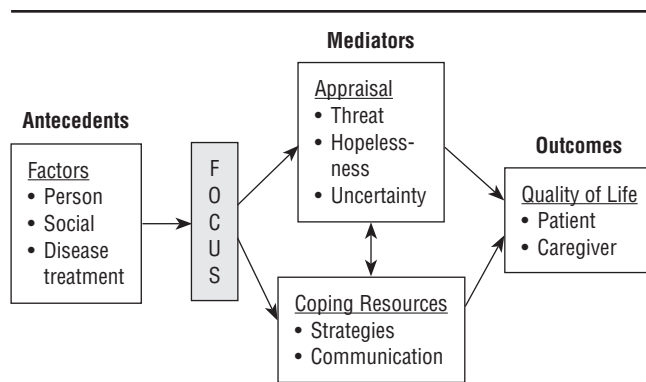 Antecedents
Factors
• Person
• Social
• Disease
treatment
F
O
C
U
S
Mediators
Appraisal
• Threat
• Hopeless-
ness
• Uncertainty
Coping Resources
• Strategies
• Communication
Outcomes
Quality of Life
• Patient
• Caregiver